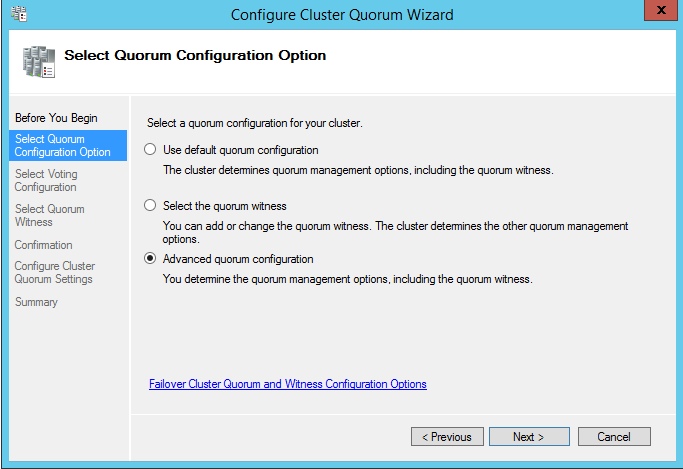 Configure Cluster Quorum Wizard
x
Select Quorum Configuration Option
Before You Begin
Select Quorum
Configuration Option
Select Voting
Configuration
Select Quorum
Witness
Confirmation
Configure Cluster
Quorum Settings
Summary
Select a quorum configuration for your cluster.
Use default quorum configuration
The cluster determines quorum management options, including the quorum witness.
Select the quorum witness
You can add or change the quorum witness. The cluster determines the other quorum management
options.
Advanced quorum configuration
You determine the quorum management options, including the quorum witness.
Failover Cluster Quorum and Witness Configuration Options
< Previous
Next >
Cancel